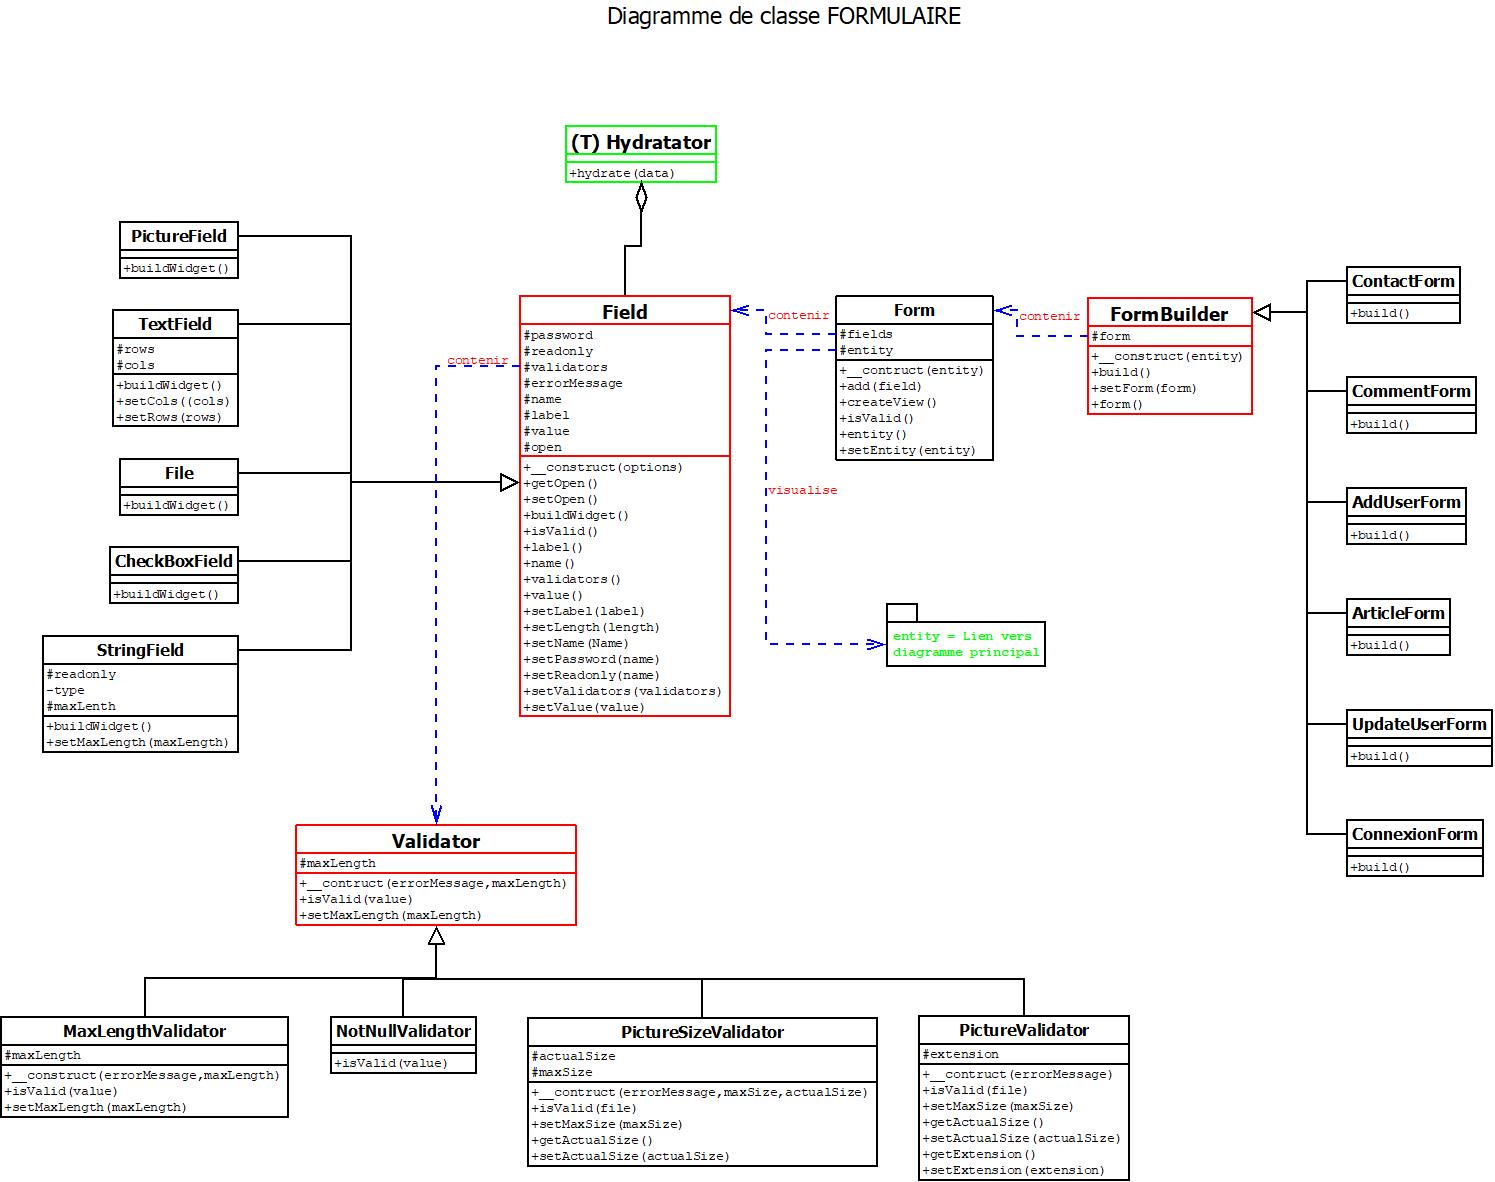 Diagramme de classe FORMULAIRE
(T) Hydratator
+hydrate(data)
PictureField
+buildWidget()
TextField
#rows
#cols
+buildWidget()
+setCols((cols)
+setRows(rows)
File
+buildWidget()
CheckBoxField
+buildWidget()
StringField
#readonly
-type
#maxLenth
+buildWidget()
+setMaxLength(maxLength)
contenir
Field
#password
#readonly
#validators
#errorMessage
#name
#label
#value
#open
+__construct(options)
+getOpen()
+setOpen()
+buildWidget()
+isValid()
+label()
+name()
+validators()
+value()
+setLabel(label)
+setLength(length)
+setName(Name)
+setPassword(name)
+setReadonly(name)
+setValidators(validators)
+setValue(value)
contenir
visualise
Form
#fields
#entity
+__contruct(entity)
+add(field)
+createView()
+isValid()
+entity()
+setEntity(entity)
entity = Lien vers
diagramme principal
contenir
FormBuilder
#form
+__construct(entity)
+build()
+setForm(form)
+form()
ContactForm
+build()
CommentForm
+build()
AddUserForm
+build()
ArticleForm
+build()
UpdateUserForm
+build()
ConnexionForm
+build()
Validator
#maxLength
+__contruct(errorMessage,maxLength)
+isValid(value)
+setMaxLength(maxLength)
MaxLengthValidator
#maxLength
+__construct(errorMessage,maxLength)
+isValid(value)
+setMaxLength(maxLength)
NotNullValidator
+isValid(value)
PictureSizeValidator
#actualSize
#maxSize
+__contruct(errorMessage,maxSize,actualSize)
+isValid(file)
+setMaxSize(maxSize)
+getActualSize()
+setActualSize(actualSize)
PictureValidator
#extension
+__contruct(errorMessage)
+isValid(file)
+setMaxSize(maxSize)
+getActualSize()
+setActualSize(actualSize)
+getExtension()
+setExtension(extension)